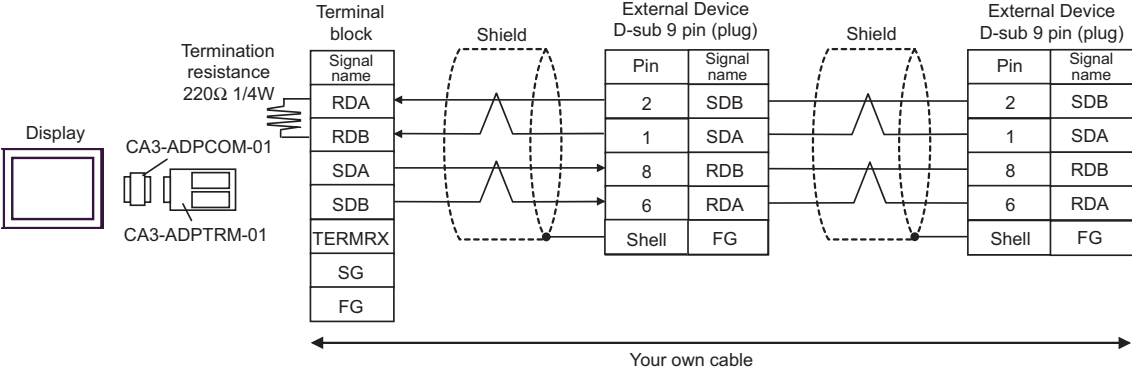 Terminal
block
External Device
D-sub 9 pin (plug)
External Device
D-sub 9 pin (plug)
Shield
Shield
Termination
resistance
220Ω 1/4W
Signal
name
Pin
Signal
name
Pin
Signal
name
RDA
2
SDB
2
SDB
RDB
1
SDA
1
SDA
SDA
8
RDB
8
RDB
SDB
6
RDA
6
RDA
TERMRX
Shell
FG
Shell
FG
SG
FG
Display
CA3-ADPCOM-01
CA3-ADPTRM-01
Your own cable